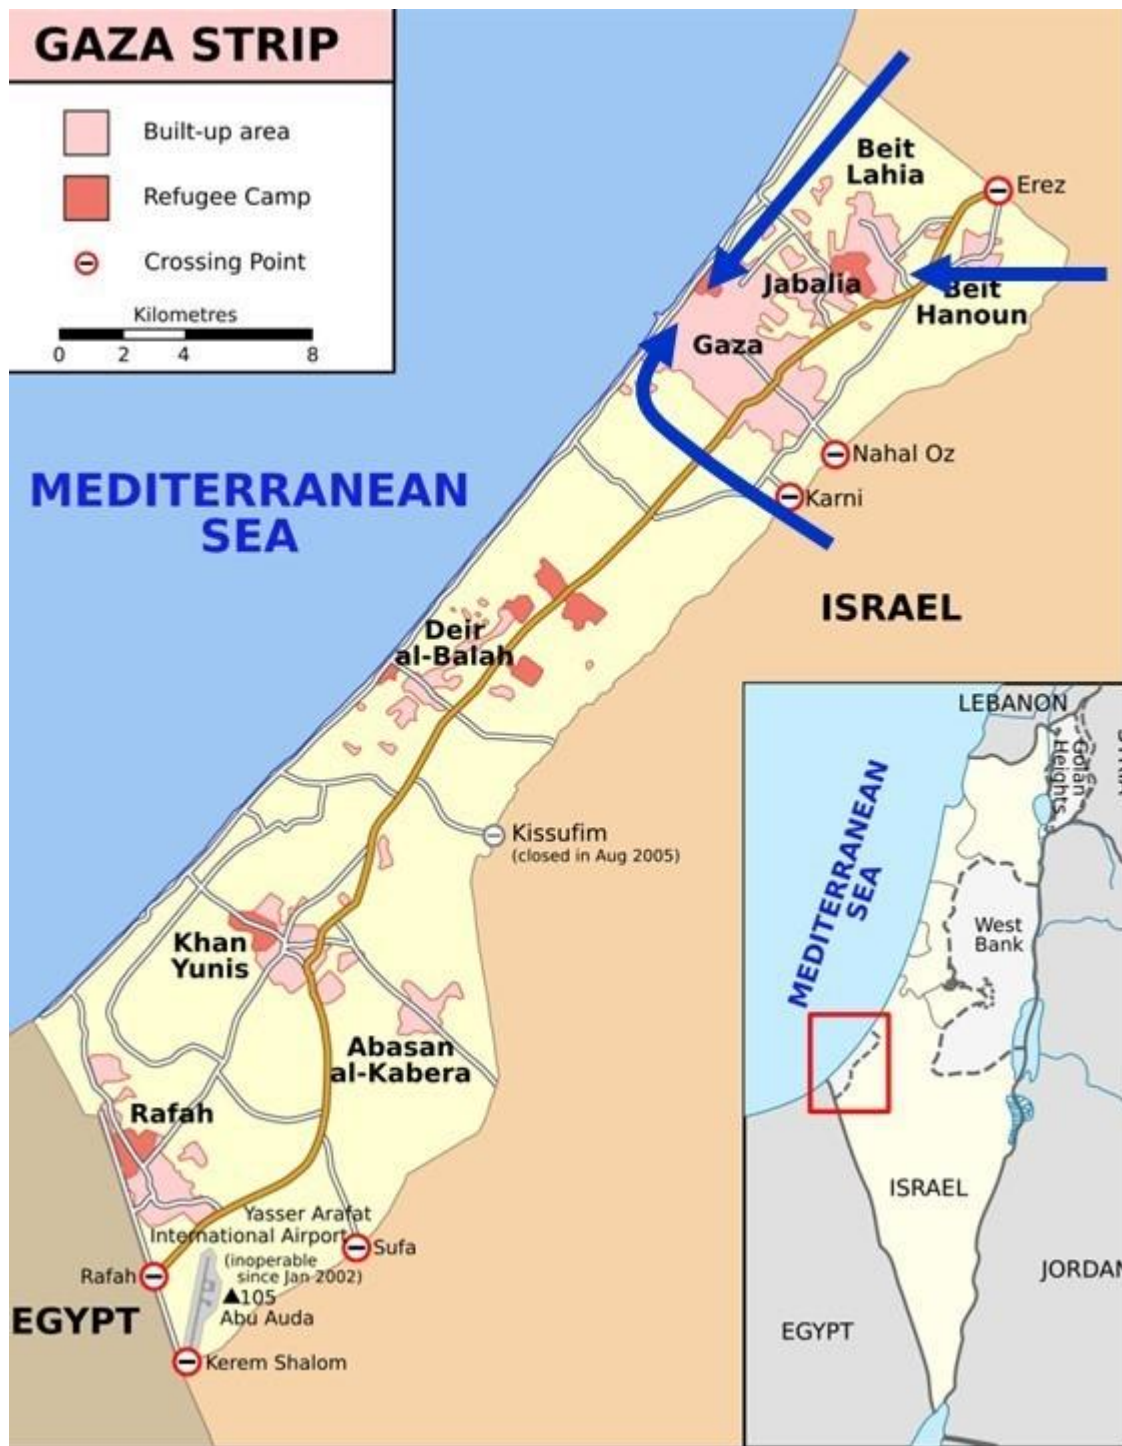 GAZA STRIP
Built-up area
Refugee Camp
Crossing Point
Kilometres
0 2 4 8
Beit
Lahia
Erez
Jabalia
Beit
Hanoun
Gaza
Nahal Oz
Karni
MEDITERRANEAN
SEA
ISRAEL
Deir
al-Balah
Kissufim
(closed in Aug 2005)
Khan
Yunis
Abasan
al-Kabera
Rafah
Yasser Arafat
International Airport
(inoperable
since Jan 2002)
Sufa
Rafah
105
Abu Auda
EGYPT
Kerem Shalom
LEBANON
Golan
Heights
MEDITERRANEAN
SEA
West
Bank
ISRAEL
JORDAN
EGYPT